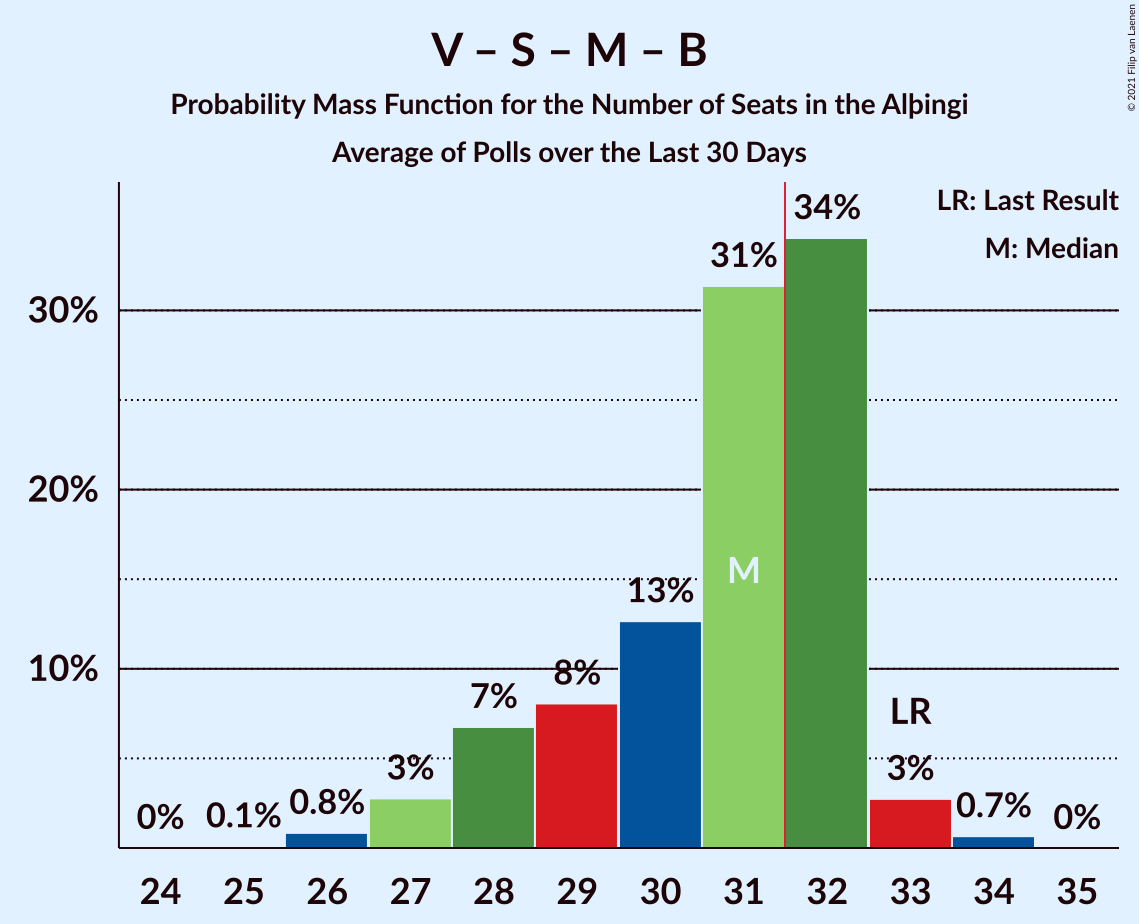 V – S – M – B
Probability Mass Function for the Number of Seats in the Alþingi
Average of Polls over the Last 30 Days
© 2021 Filip van Laenen
LR: Last Result
M: Median
34%
31%
30%
20%
M
13%
10%
8%
7%
LR
3%
3%
0.8%
0.7%
0%
0.1%
0%
24 25 26 27 28 29 30 31 32 33 34 35